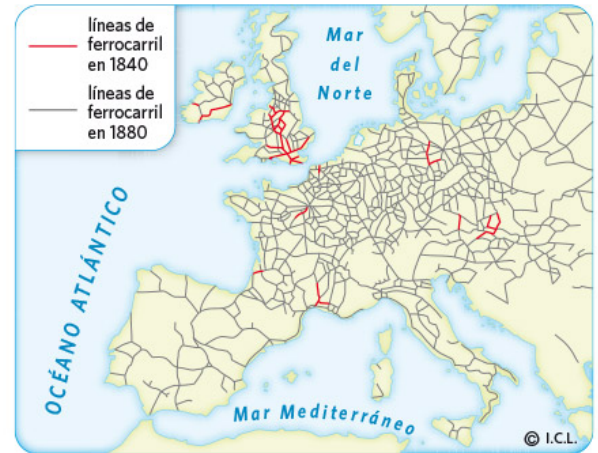 líneas de
ferrocarril
en 1840
líneas de
ferrocarril
en 1880
Mar
del
Norte
OCÉANO ATLÁNTICO
Mar Mediterráneo
© I.C.L.